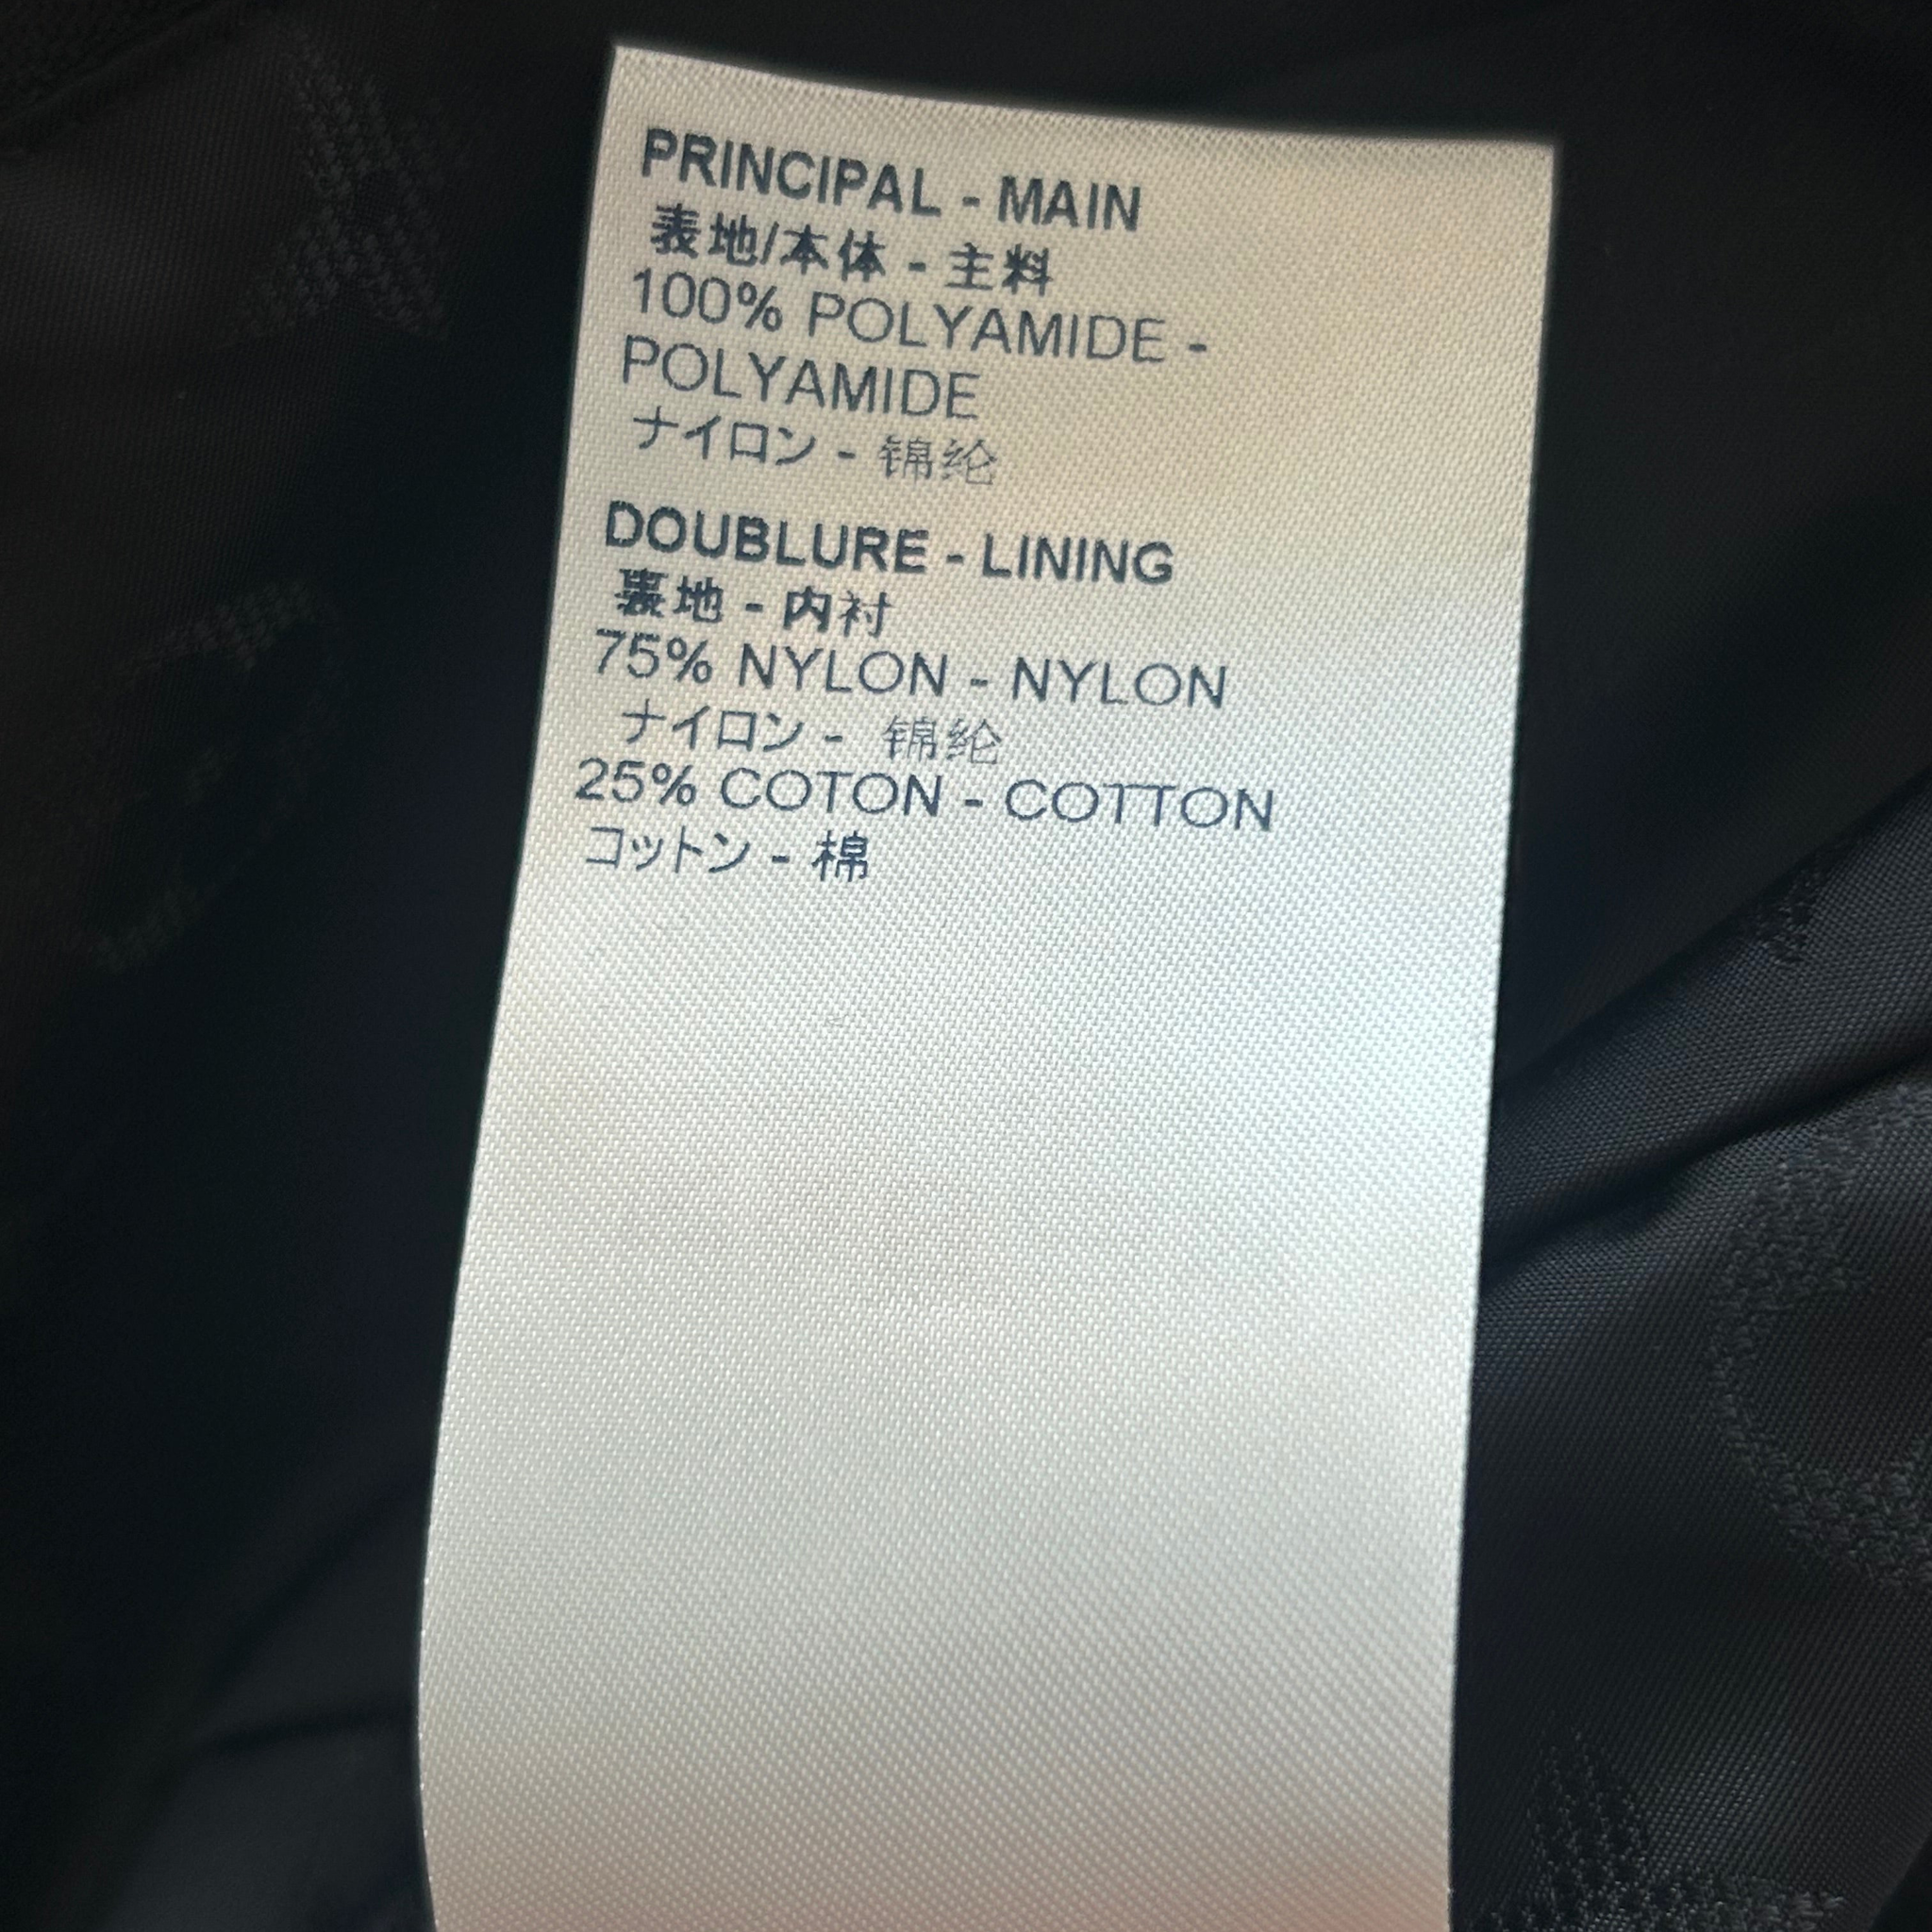 PRINCIPAL - MAIN
表地/本体 - 主料
100% POLYAMIDE -
POLYAMIDE
ナイロン - 锦纶
DOUBLURE - LINING
裏地 - 内衬
75% NYLON - NYLON
ナイロン - 锦纶
25% COTON - COTTON
コットン - 棉